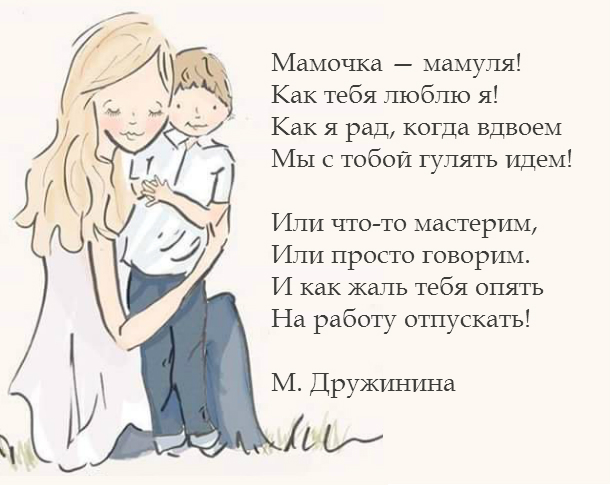 Мамочка — мамуля!
Как тебя люблю я!
Как я рад, когда вдвоем
Мы с тобой гулять идем!
Или что-то мастерим,
Или просто говорим.
И как жаль тебя опять
На работу отпускать!
М. Дружинина